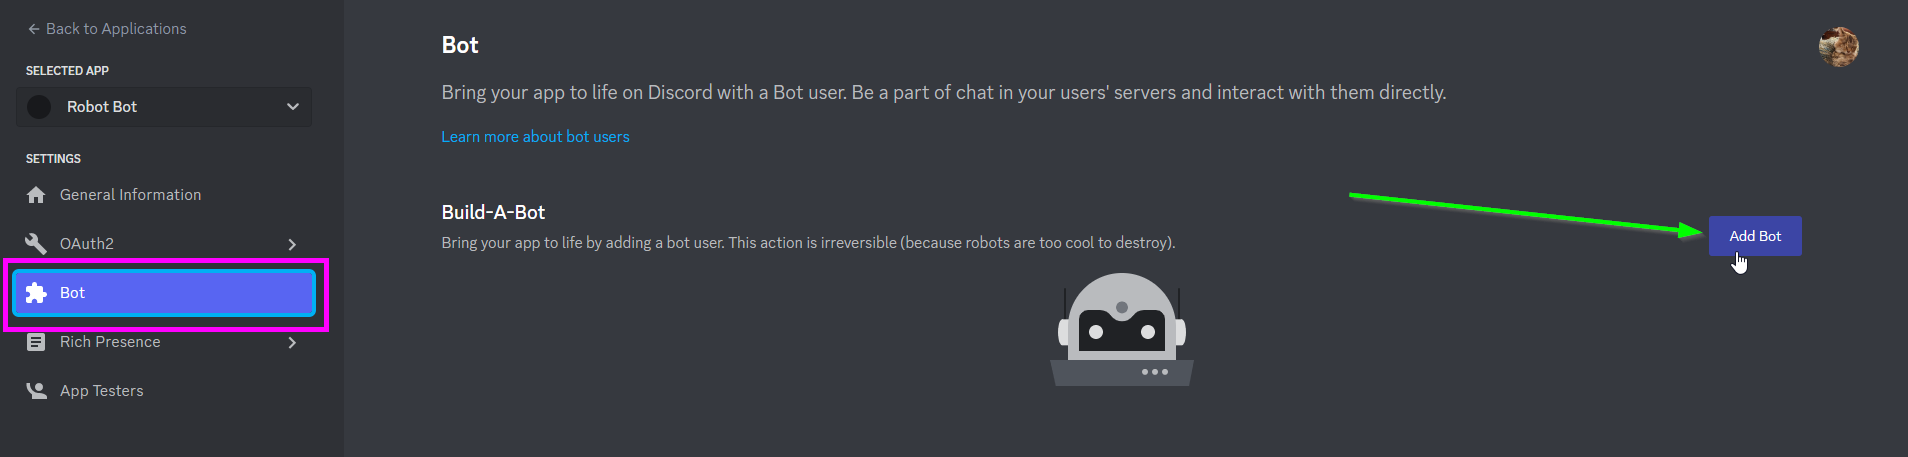 Back to Applications
SELECTED APP
Robot Bot
SETTINGS
General Information
OAuth2
Bot
Rich Presence
App Testers
Bot
Bring your app to life on Discord with a Bot user. Be a part of chat in your users' servers and interact with them directly.
Learn more about bot users
Build-A-Bot
Bring your app to life by adding a bot user. This action is irreversible (because robots are too cool to destroy).
Add Bot